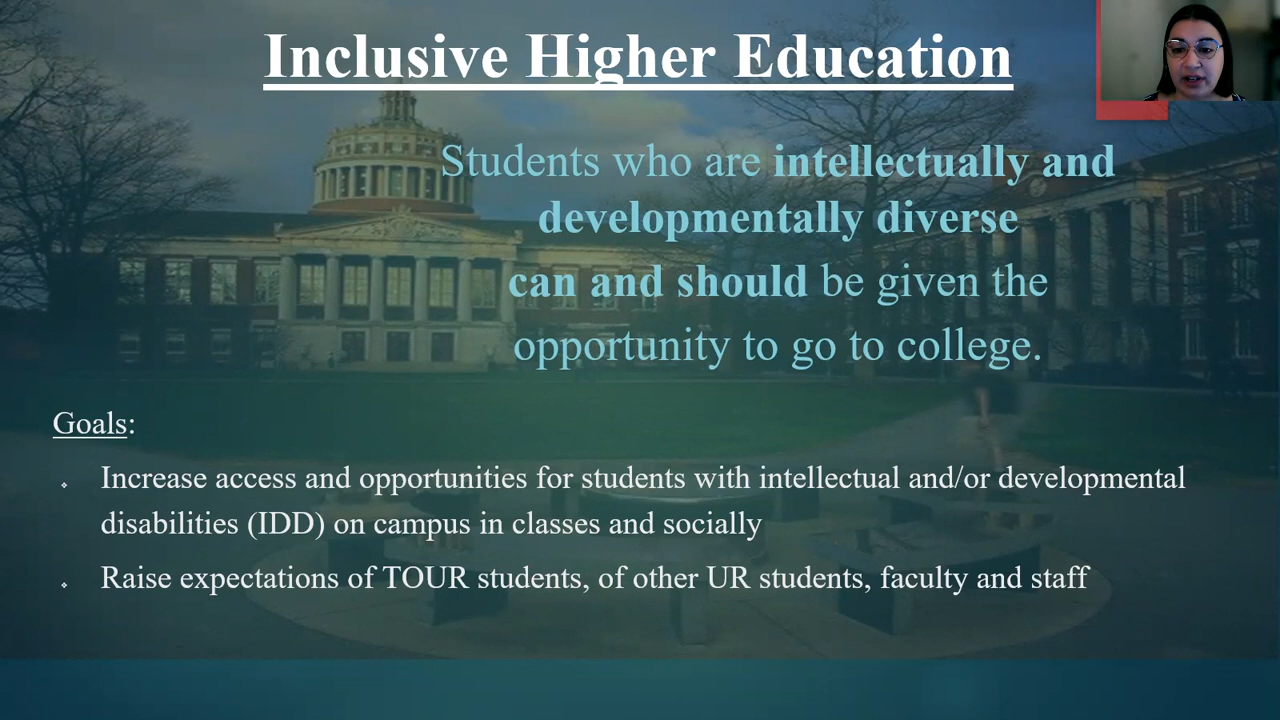 Inclusive Higher Education
Students who are intellectually and
developmentally diverse
can and should be given the
opportunity to go to college.
Goals:
Increase access and opportunities for students with intellectual and/or developmental
disabilities (IDD) on campus in classes and socially
Raise expectations of TOUR students, of other UR students, faculty and staff